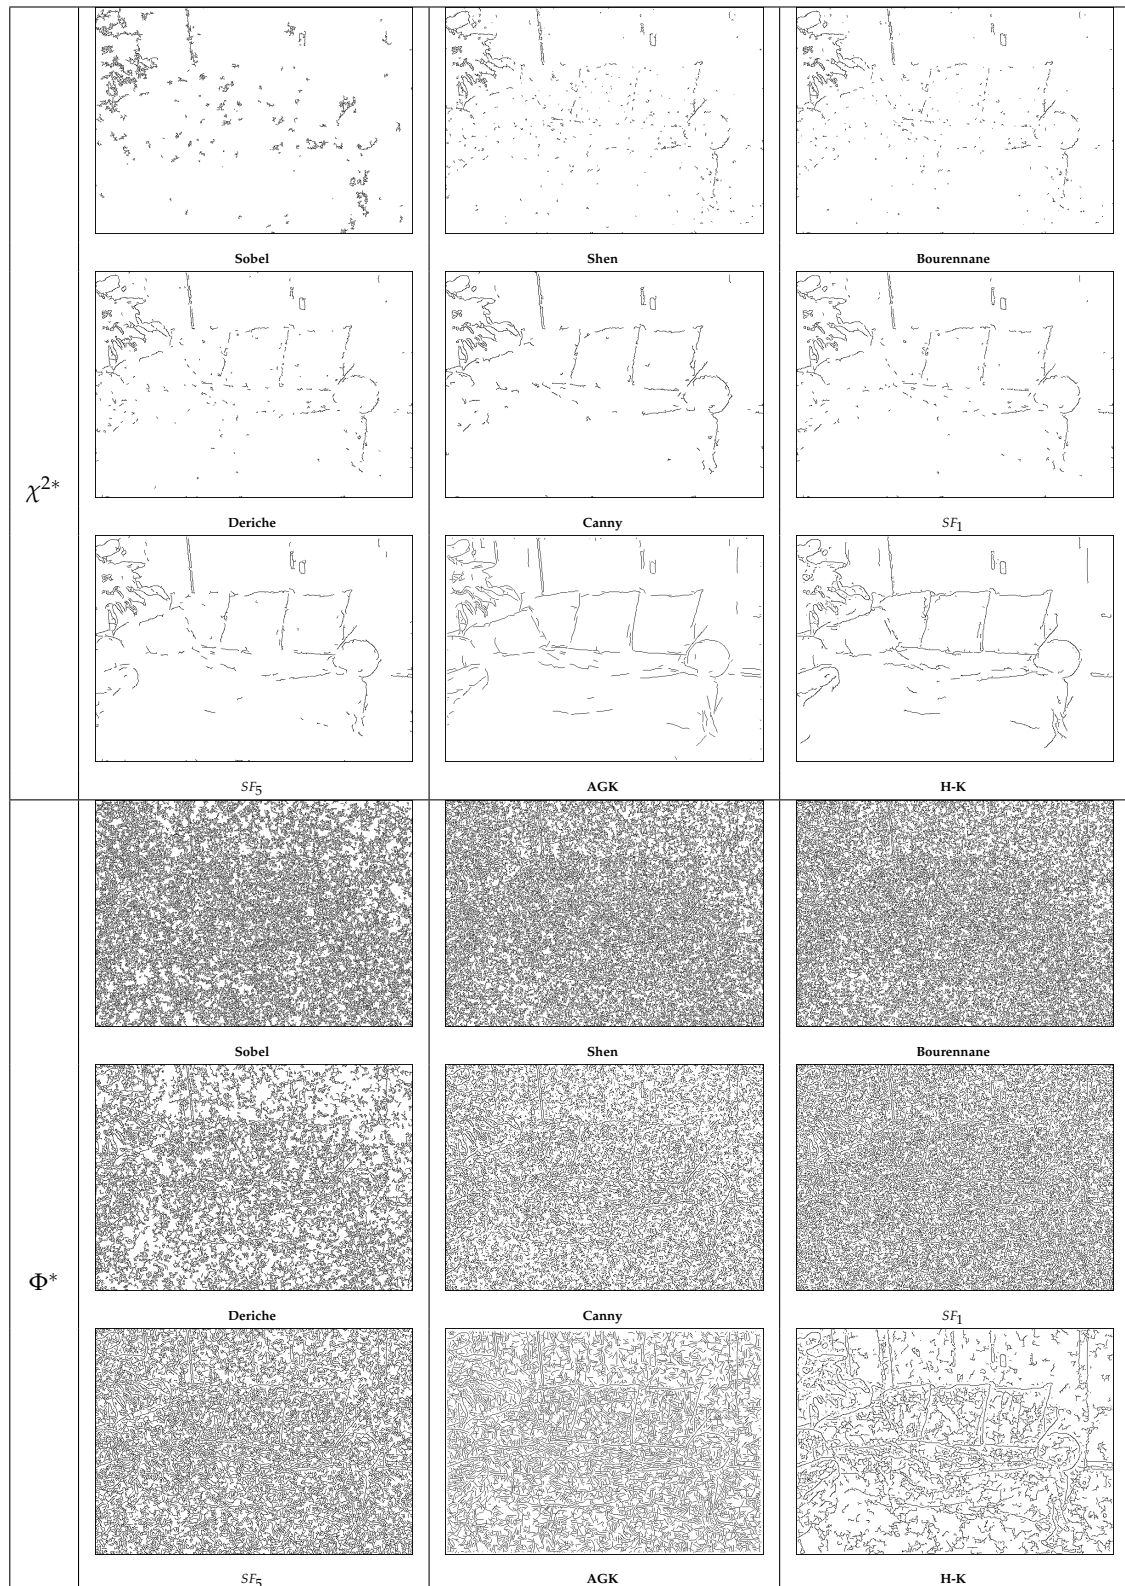 Sobel Shen Bourennane
Deriche Canny SF₁
χ²*
SF₅ AGK H-K
Sobel Shen Bourennane
Deriche Canny SF₁
Φ*
SF₅ AGK H-K